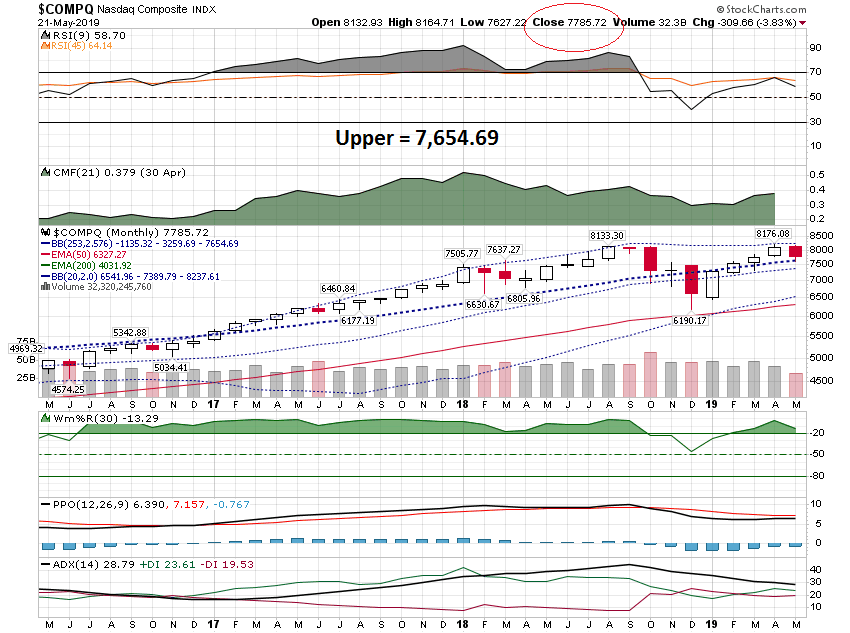 $COMPQ Nasdaq Composite INDX
© StockCharts.com
21-May-2019
Open 8132.93 High 8164.71 Low 7627.22 Close 7785.72 Volume 32.3B Chg -309.66 (-3.83%)
RSI(9) 58.70
RSI(45) 64.14
90
70
50
30
10
Upper = 7,654.69
CMF(21) 0.379 (30 Apr)
0.5
0.4
0.3
0.2
$COMPQ (Monthly) 7785.72
BB(253,2.576) -1135.32 - 3259.69 - 7654.69
EMA(50) 6327.27
EMA(200) 4031.92
BB(20,2.0) 6541.96 - 7389.79 - 8237.61
Volume 32,320,245,760
8500
8000
7500
7000
6500
6000
5500
5000
4500
75B
50B
25B
4969.32
4574.25
5342.88
5034.41
6460.84
6177.19
7505.77
6630.67
7637.27
6805.96
8133.30
6190.17
8176.08
M J J A S O N D 17 F M A M J J A S O N D 18 F M A M J J A S O N D 19 F M A M
Wm%R(30) -13.29
-20
-50
-80
PPO(12,26,9) 6.390, 7.157, -0.767
10
5
0
ADX(14) 28.79 +DI 23.61 -DI 19.53
40
30
20
10
M J J A S O N D 17 F M A M J J A S O N D 18 F M A M J J A S O N D 19 F M A M